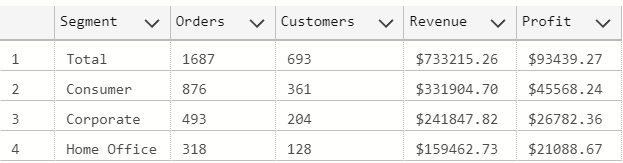 Segment Orders Customers Revenue Profit
1 Total 1687 693 $733215.26 $93439.27
2 Consumer 876 361 $331904.70 $45568.24
3 Corporate 493 204 $241847.82 $26782.36
4 Home Office 318 128 $159462.73 $21088.67